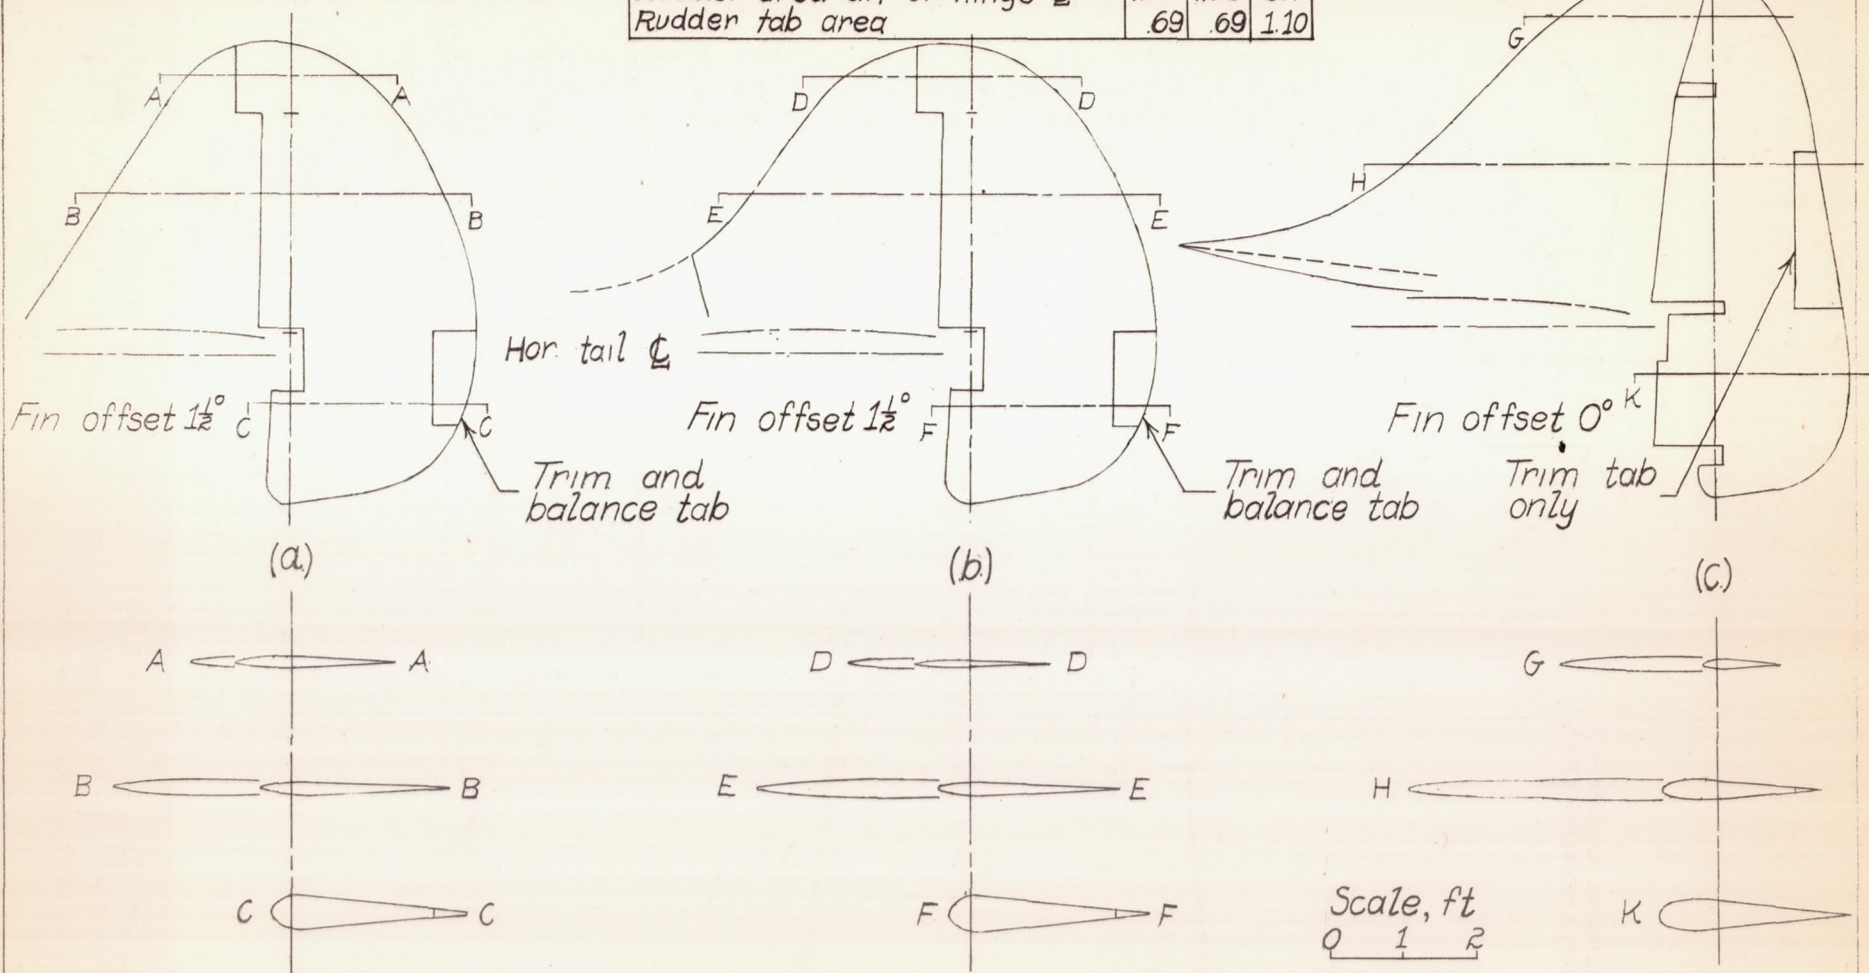 Rudder tab area .69 .69 1.10
A A
B B
D D
E E
G
H
Hor. tail ℄
Fin offset 1½° C C
Trim and
balance tab
Fin offset 1½° F F
Trim and
balance tab
Fin offset 0° K
Trim tab
only
(a)
(b)
(c)
A A
D D
G
B B
E E
H
C C
F F
K
Scale, ft
0 1 2